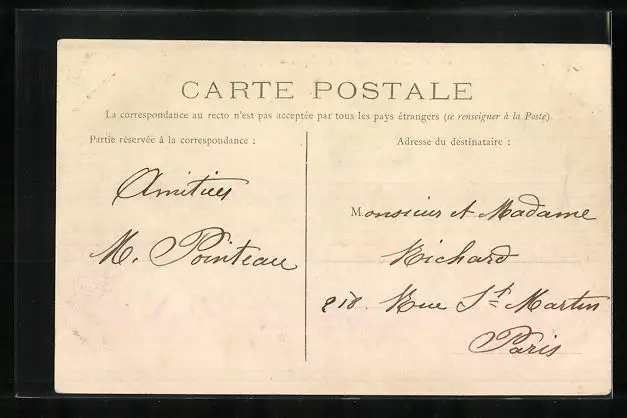 CARTE POSTALE
La correspondance au recto n'est pas acceptée par tous les pays étrangers (se renseigner à la Poste)
Partie réservée à la correspondance :
Amitiés
M. Pointeau
Adresse du destinataire :
Monsieur et Madame
Richard
218 Rue St Martin
Paris